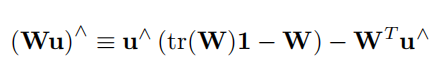 (𝐖𝐮)^∧ ≡ 𝐮^∧ (tr(𝐖)𝟏 − 𝐖) − 𝐖^T 𝐮^∧